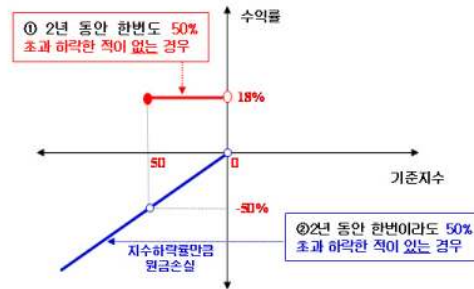 수익률
① 2년 동안 한번도 50%
초과 하락한 적이 없는 경우
18%
50
0
기준지수
-50%
②2년 동안 한번이라도 50%
초과 하락한 적이 있는 경우
지수하락률만큼
원금손실